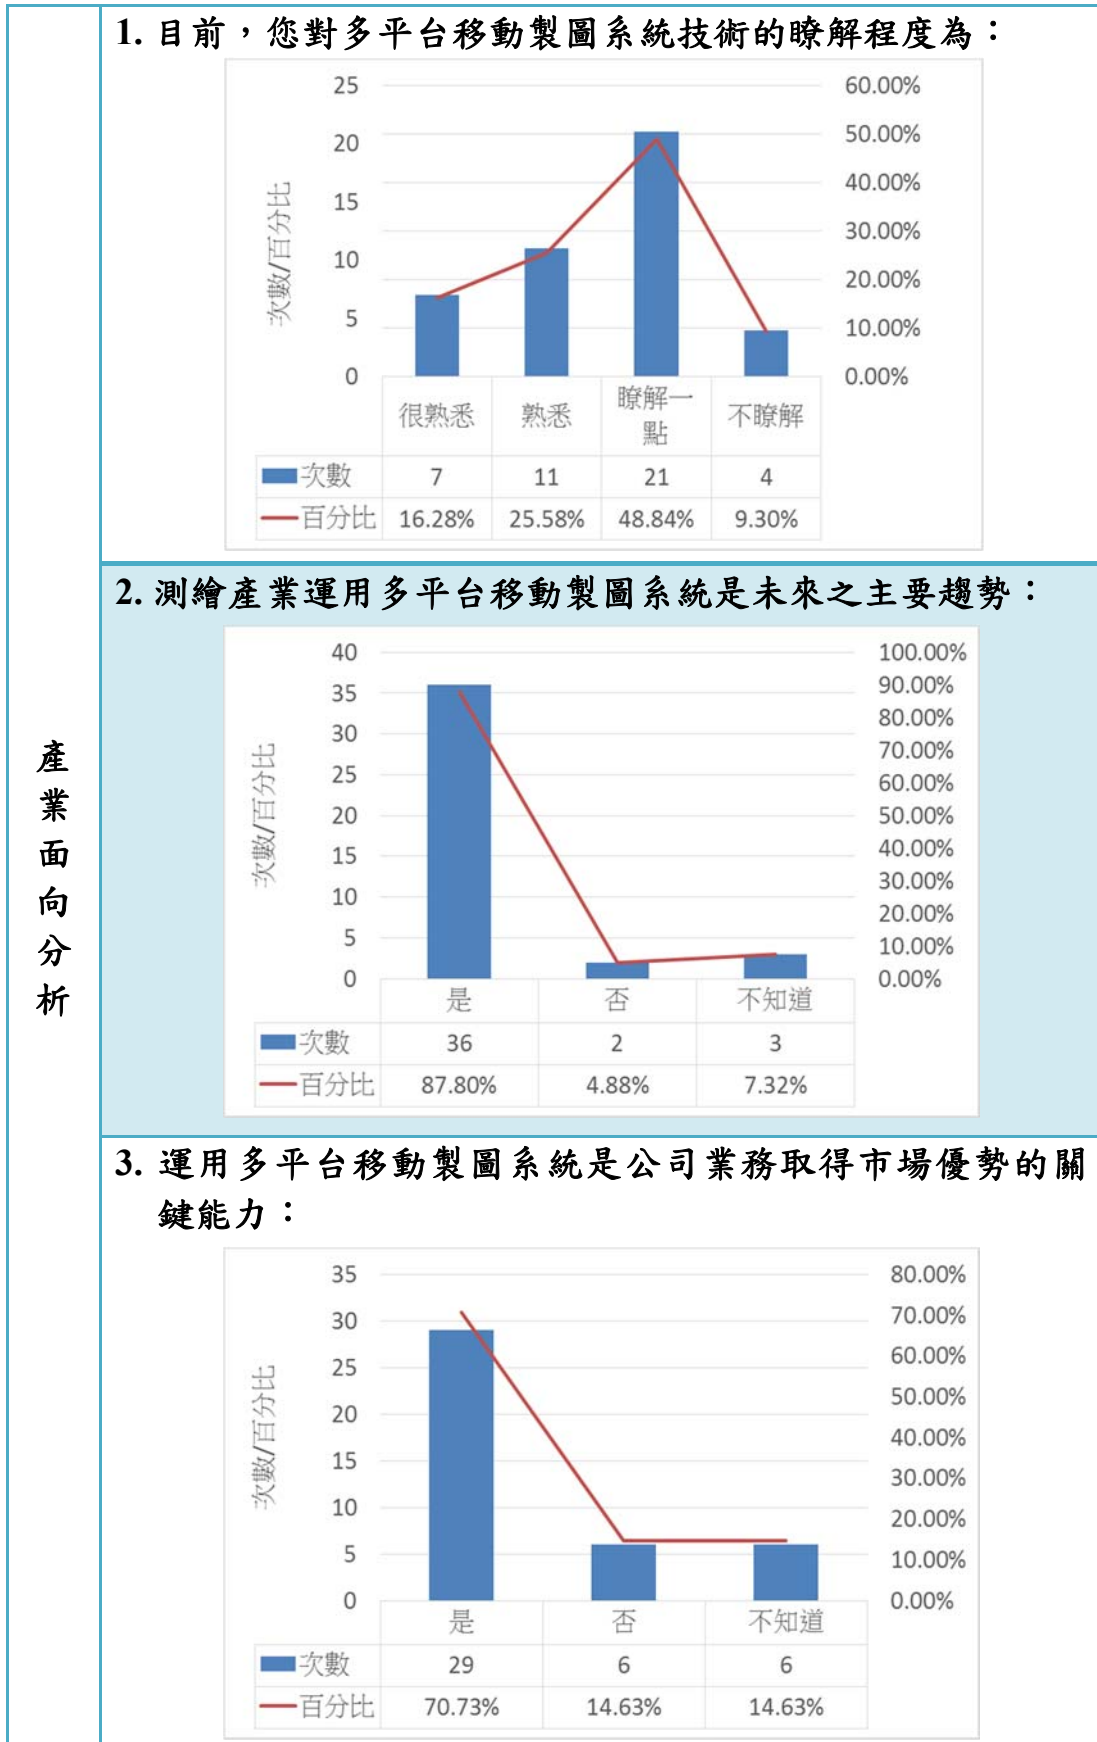 產業面向分析
1. 目前，您對多平台移動製圖系統技術的瞭解程度為：
次數/百分比
25
20
15
10
5
0
60.00%
50.00%
40.00%
30.00%
20.00%
10.00%
0.00%
很熟悉 熟悉 瞭解一點 不瞭解
次數 7 11 21 4
百分比 16.28% 25.58% 48.84% 9.30%
2. 測繪產業運用多平台移動製圖系統是未來之主要趨勢：
次數/百分比
40
35
30
25
20
15
10
5
0
100.00%
90.00%
80.00%
70.00%
60.00%
50.00%
40.00%
30.00%
20.00%
10.00%
0.00%
是 否 不知道
次數 36 2 3
百分比 87.80% 4.88% 7.32%
3. 運用多平台移動製圖系統是公司業務取得市場優勢的關
鍵能力：
次數/百分比
35
30
25
20
15
10
5
0
80.00%
70.00%
60.00%
50.00%
40.00%
30.00%
20.00%
10.00%
0.00%
是 否 不知道
次數 29 6 6
百分比 70.73% 14.63% 14.63%